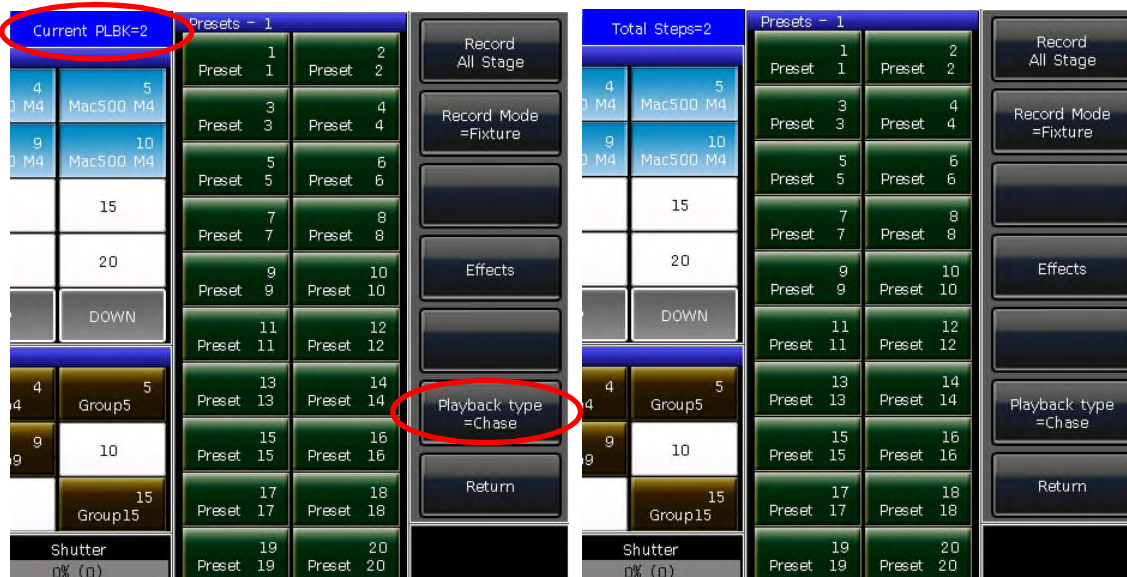 Current PLBK=2
4
5
M4
Mac500 M4
9
10
M4
Mac500 M4
15
20
DOWN
4
5
Group5
9
10
15
Group15
Shutter
0% (0)
Presets - 1
1
Preset 1
2
Preset 2
3
Preset 3
4
Preset 4
5
Preset 5
6
Preset 6
7
Preset 7
8
Preset 8
9
Preset 9
10
Preset 10
11
Preset 11
12
Preset 12
13
Preset 13
14
Preset 14
15
Preset 15
16
Preset 16
17
Preset 17
18
Preset 18
19
Preset 19
20
Preset 20
Record
All Stage
Record Mode
=Fixture
Effects
Playback type
=Chase
Return
Total Steps=2
4
5
M4
Mac500 M4
9
10
M4
Mac500 M4
15
20
DOWN
4
5
Group5
9
10
15
Group15
Shutter
0% (0)
Presets - 1
1
Preset 1
2
Preset 2
3
Preset 3
4
Preset 4
5
Preset 5
6
Preset 6
7
Preset 7
8
Preset 8
9
Preset 9
10
Preset 10
11
Preset 11
12
Preset 12
13
Preset 13
14
Preset 14
15
Preset 15
16
Preset 16
17
Preset 17
18
Preset 18
19
Preset 19
20
Preset 20
Record
All Stage
Record Mode
=Fixture
Effects
Playback type
=Chase
Return